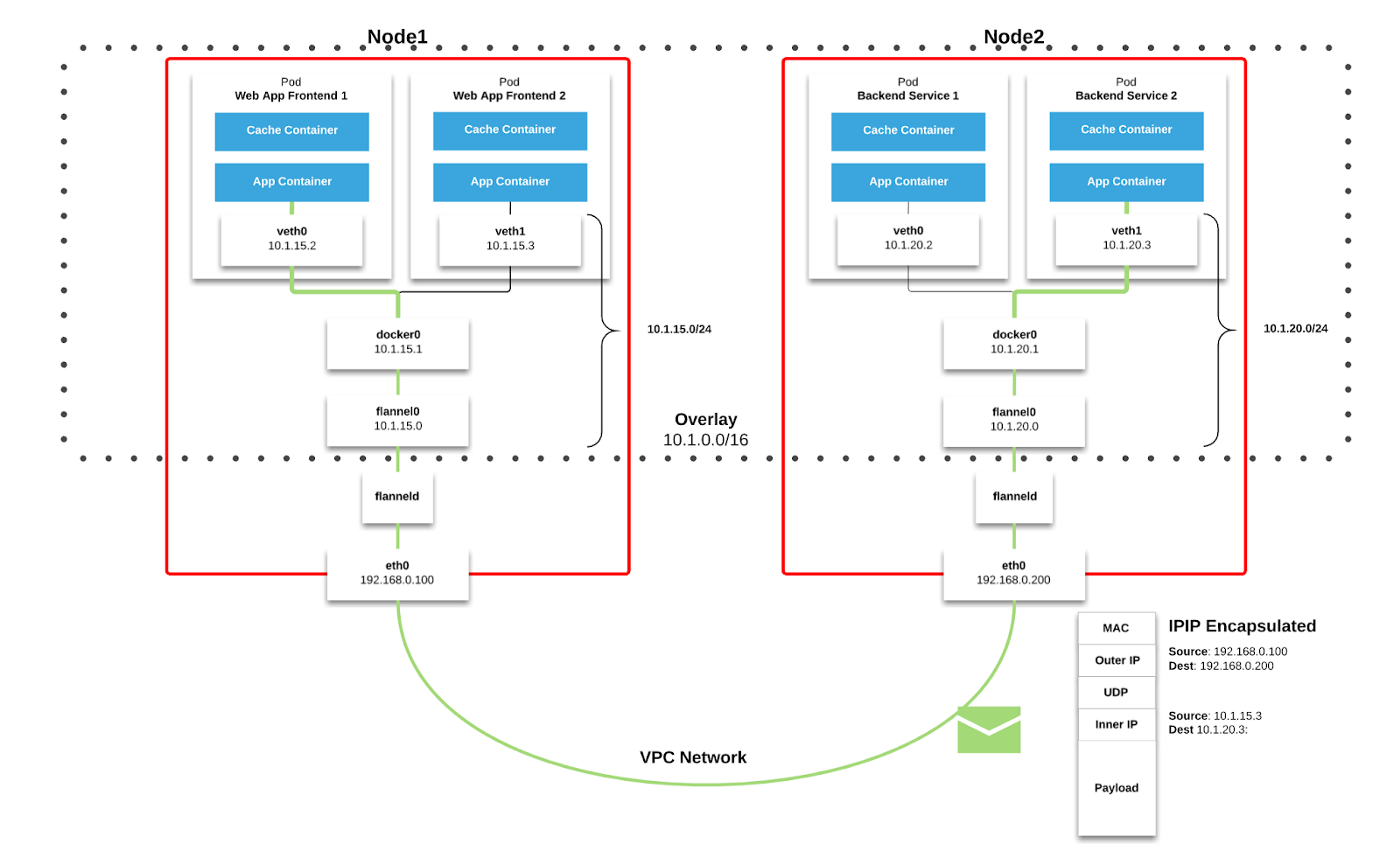 Node1
Node2
Pod
Web App Frontend 1
Cache Container
App Container
veth0
10.1.15.2
Pod
Web App Frontend 2
Cache Container
App Container
veth1
10.1.15.3
docker0
10.1.15.1
flannel0
10.1.15.0
10.1.15.0/24
flanneld
eth0
192.168.0.100
Overlay
10.1.0.0/16
Pod
Backend Service 1
Cache Container
App Container
veth0
10.1.20.2
Pod
Backend Service 2
Cache Container
App Container
veth1
10.1.20.3
docker0
10.1.20.1
flannel0
10.1.20.0
10.1.20.0/24
flanneld
eth0
192.168.0.200
VPC Network
MAC
Outer IP
UDP
Inner IP
Payload
IPIP Encapsulated
Source: 192.168.0.100
Dest: 192.168.0.200
Source: 10.1.15.3
Dest 10.1.20.3: